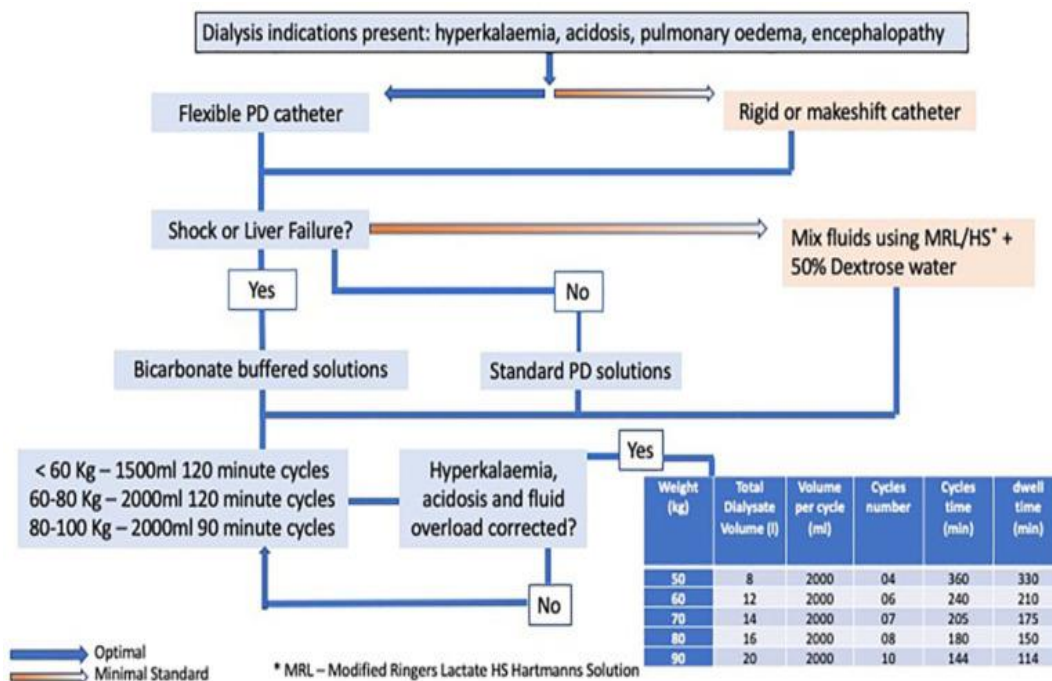 Dialysis indications present: hyperkalaemia, acidosis, pulmonary oedema, encephalopathy
Flexible PD catheter
Rigid or makeshift catheter
Shock or Liver Failure?
Mix fluids using MRL/HS* +
50% Dextrose water
Yes
No
Bicarbonate buffered solutions
Standard PD solutions
< 60 Kg – 1500ml 120 minute cycles
60-80 Kg – 2000ml 120 minute cycles
80-100 Kg – 2000ml 90 minute cycles
Hyperkalaemia,
acidosis and fluid
overload corrected?
Yes
No
Weight (kg) Total Dialysate Volume (l) Volume per cycle (ml) Cycles number Cycles time (min) dwell time (min)
50 8 2000 04 360 330
60 12 2000 06 240 210
70 14 2000 07 205 175
80 16 2000 08 180 150
90 20 2000 10 144 114
Optimal
Minimal Standard
* MRL – Modified Ringers Lactate HS Hartmanns Solution